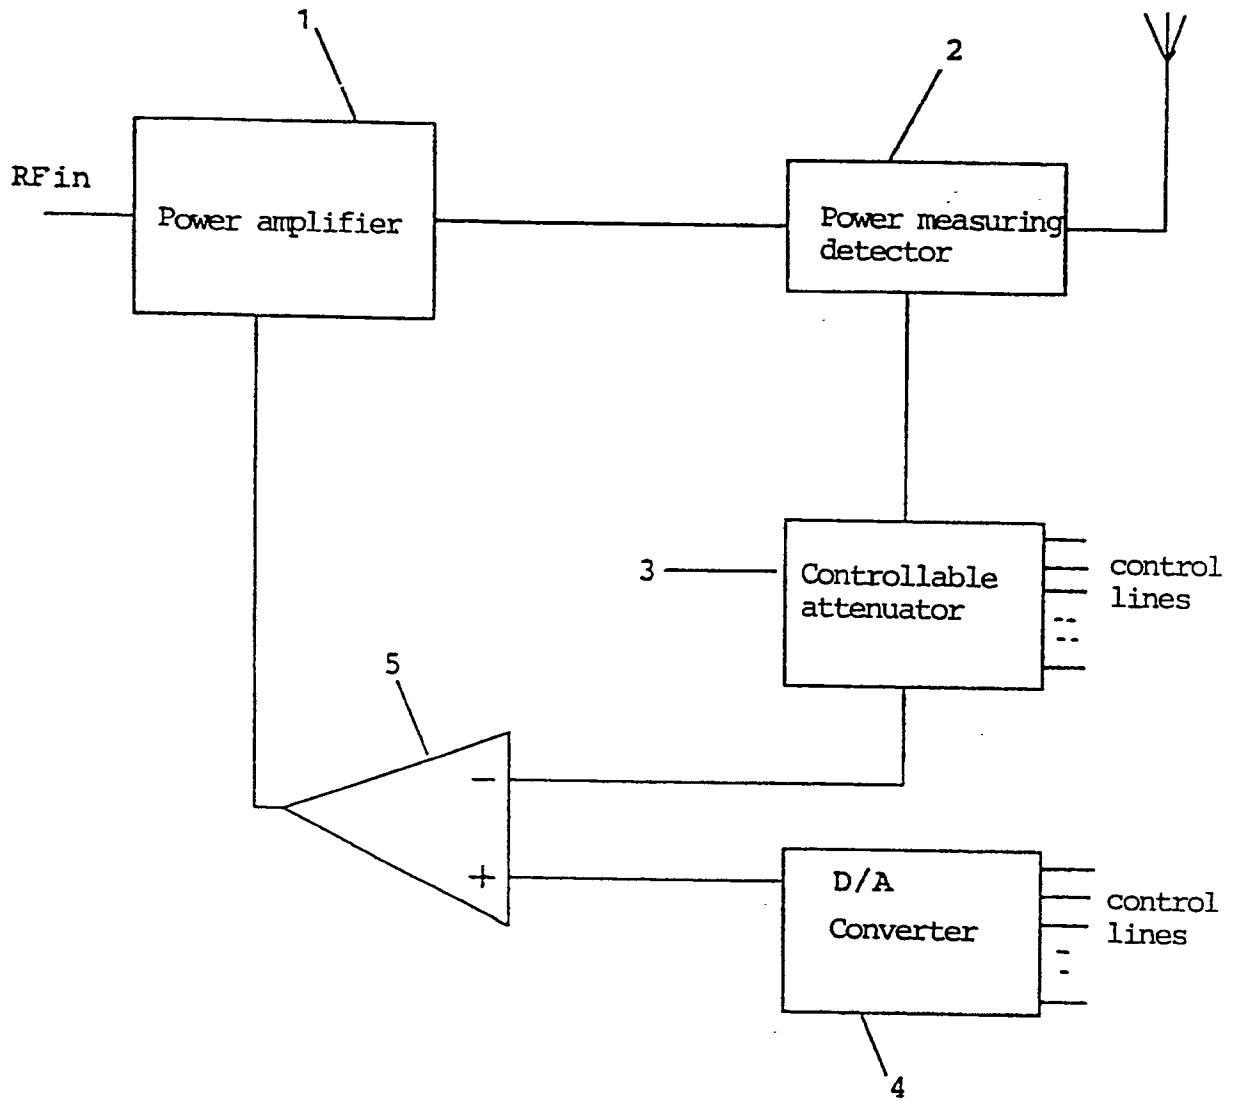 1
2
RFin
Power amplifier
Power measuring
detector
3
Controllable
attenuator
control
lines
5
−
+
D/A
Converter
control
lines
4